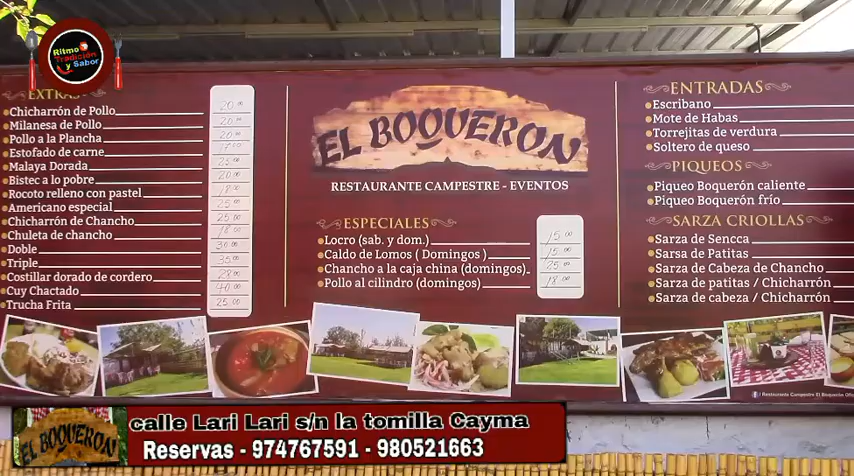 Ritmo
Tradición
y Sabor
EXTRAS
Chicharrón de Pollo 20.00
Milanesa de Pollo 20.00
Pollo a la Plancha 20.00
Estofado de carne 17.00
Malaya Dorada 25.00
Bistec a lo pobre 20.00
Rocoto relleno con pastel 18.00
Americano especial 25.00
Chicharrón de Chancho 25.00
Chuleta de chancho 18.00
Doble 30.00
Triple 35.00
Costillar dorado de cordero 28.00
Cuy Chactado 40.00
Trucha Frita 25.00
EL BOQUERON
RESTAURANTE CAMPESTRE - EVENTOS
ESPECIALES
Locro (sab. y dom.) 15.00
Caldo de Lomos ( Domingos ) 15.00
Chancho a la caja china (domingos) 25.00
Pollo al cilindro (domingos) 18.00
ENTRADAS
Escribano
Mote de Habas
Torrejitas de verdura
Soltero de queso
PIQUEOS
Piqueo Boquerón caliente
Piqueo Boquerón frío
SARZA CRIOLLAS
Sarza de Sencca
Sarsa de Patitas
Sarza de Cabeza de Chancho
Sarza de patitas / Chicharrón
Sarza de cabeza / Chicharrón
Restaurante Campestre El Boquerón
EL BOQUERON
calle Lari Lari s/n la tomilla Cayma
Reservas - 974767591 - 980521663